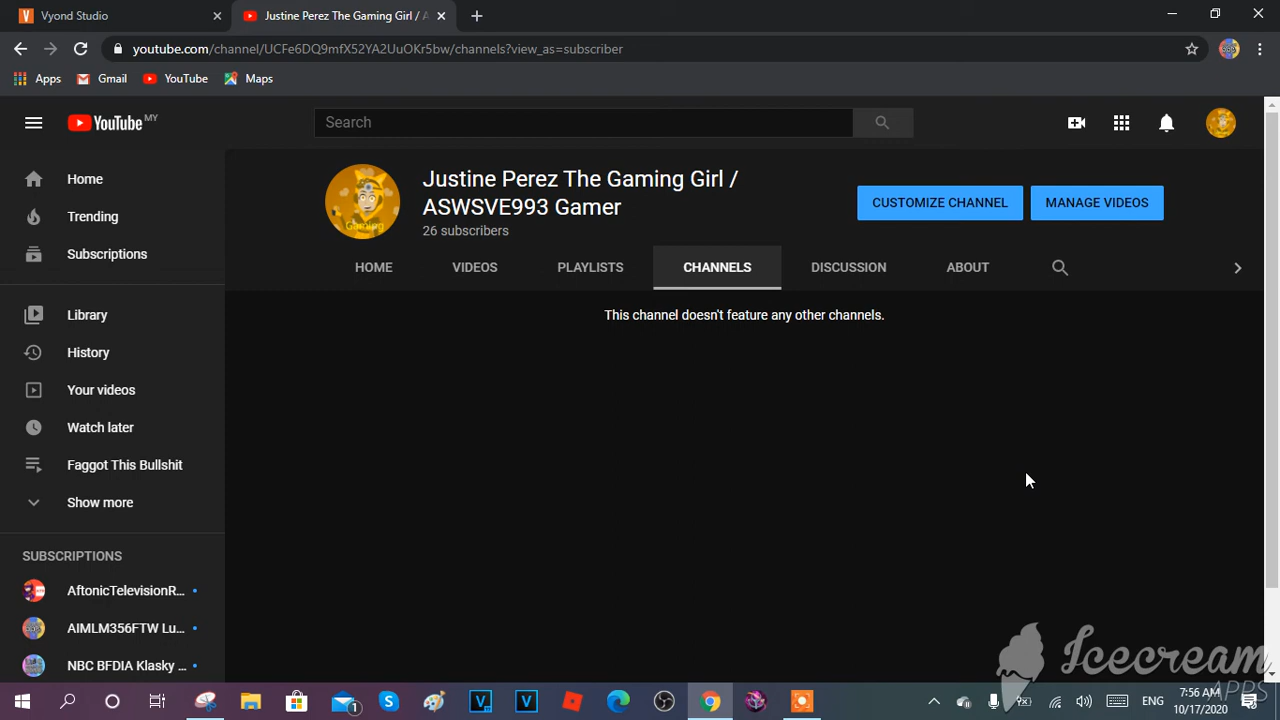 Vyond Studio
Justine Perez The Gaming Girl / A
youtube.com/channel/UCFe6DQ9mfX52YA2UuOKr5bw/channels?view_as=subscriber
Apps
Gmail
YouTube
Maps
YouTube MY
Search
Home
Trending
Subscriptions
Library
History
Your videos
Watch later
Faggot This Bullshit
Show more
SUBSCRIPTIONS
AftonicTelevisionR...
AIMLM356FTW Lu...
NBC BFDIA Klasky ...
Gaming
Justine Perez The Gaming Girl /
ASWSVE993 Gamer
26 subscribers
CUSTOMIZE CHANNEL
MANAGE VIDEOS
HOME
VIDEOS
PLAYLISTS
CHANNELS
DISCUSSION
ABOUT
This channel doesn't feature any other channels.
Icecream
APPS
1
ENG
7:56 AM
10/17/2020